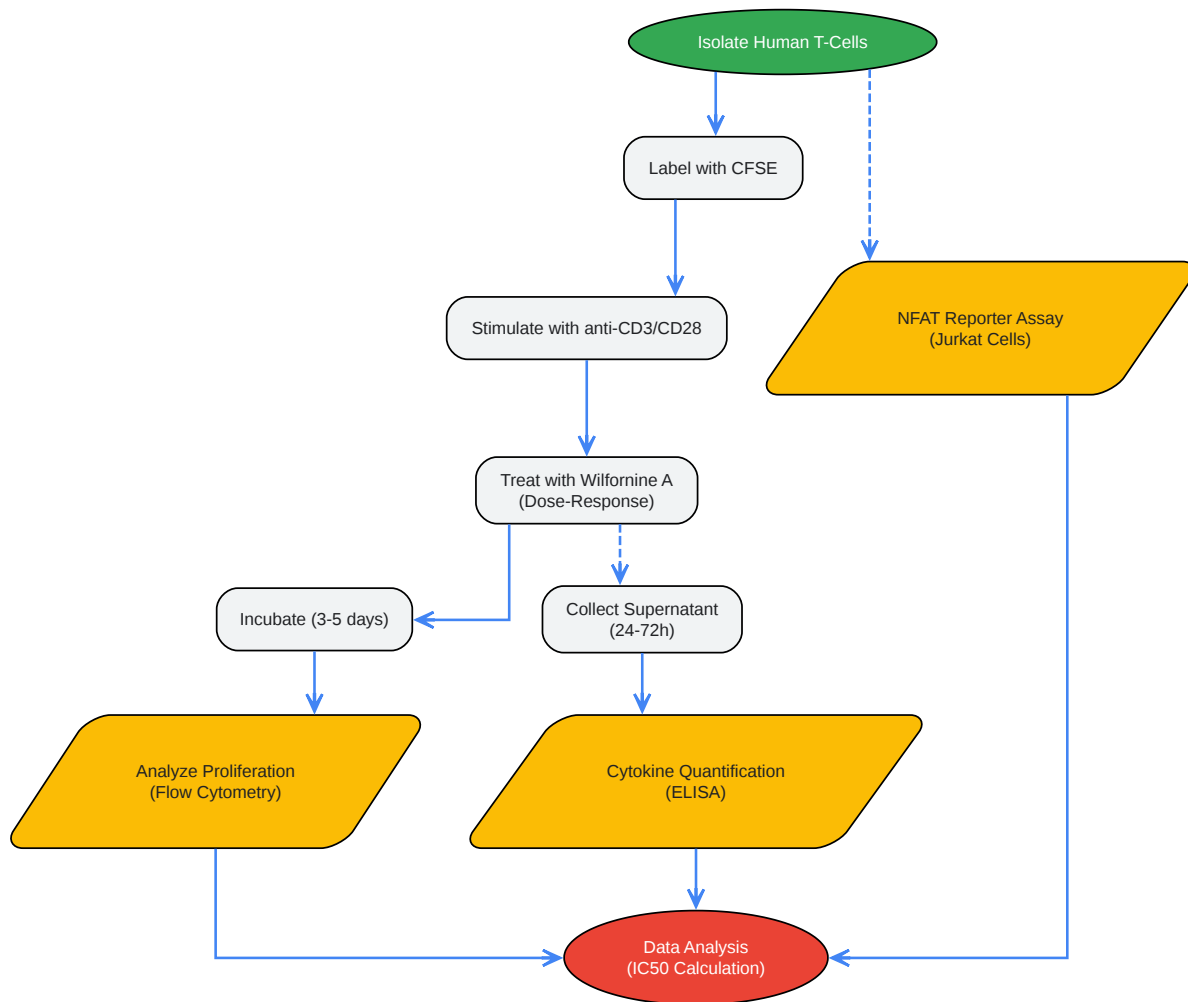 Isolate Human T-Cells
Label with CFSE
NFAT Reporter Assay
(Jurkat Cells)
Stimulate with anti-CD3/CD28
Treat with Wilfornine A
(Dose-Response)
Incubate (3-5 days)
Collect Supernatant
(24-72h)
Analyze Proliferation
(Flow Cytometry)
Cytokine Quantification
(ELISA)
Data Analysis
(IC50 Calculation)